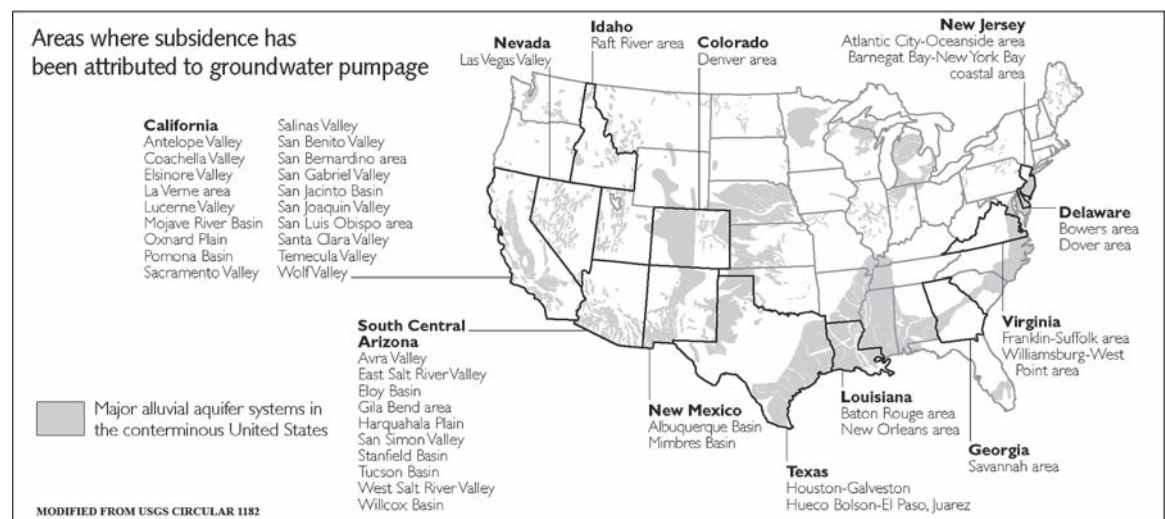 Areas where subsidence has
been attributed to groundwater pumpage
Nevada
Las Vegas Valley
Idaho
Raft River area
Colorado
Denver area
New Jersey
Atlantic City-Oceanside area
Barnegat Bay-New York Bay
coastal area
California
Antelope Valley
Coachella Valley
Elsinore Valley
La Verne area
Lucerne Valley
Mojave River Basin
Oxnard Plain
Pomona Basin
Sacramento Valley
Salinas Valley
San Benito Valley
San Bernardino area
San Gabriel Valley
San Jacinto Basin
San Joaquin Valley
San Luis Obispo area
Santa Clara Valley
Temecula Valley
Wolf Valley
Delaware
Bowers area
Dover area
South Central
Arizona
Avra Valley
East Salt River Valley
Eloy Basin
Gila Bend area
Harquahala Plain
San Simon Valley
Stanfield Basin
Tucson Basin
West Salt River Valley
Willcox Basin
Virginia
Franklin-Suffolk area
Williamsburg-West
Point area
New Mexico
Albuquerque Basin
Mimbres Basin
Louisiana
Baton Rouge area
New Orleans area
Georgia
Savannah area
Texas
Houston-Galveston
Hueco Bolson-El Paso, Juarez
Major alluvial aquifer systems in
the conterminous United States
MODIFIED FROM USGS CIRCULAR 1182